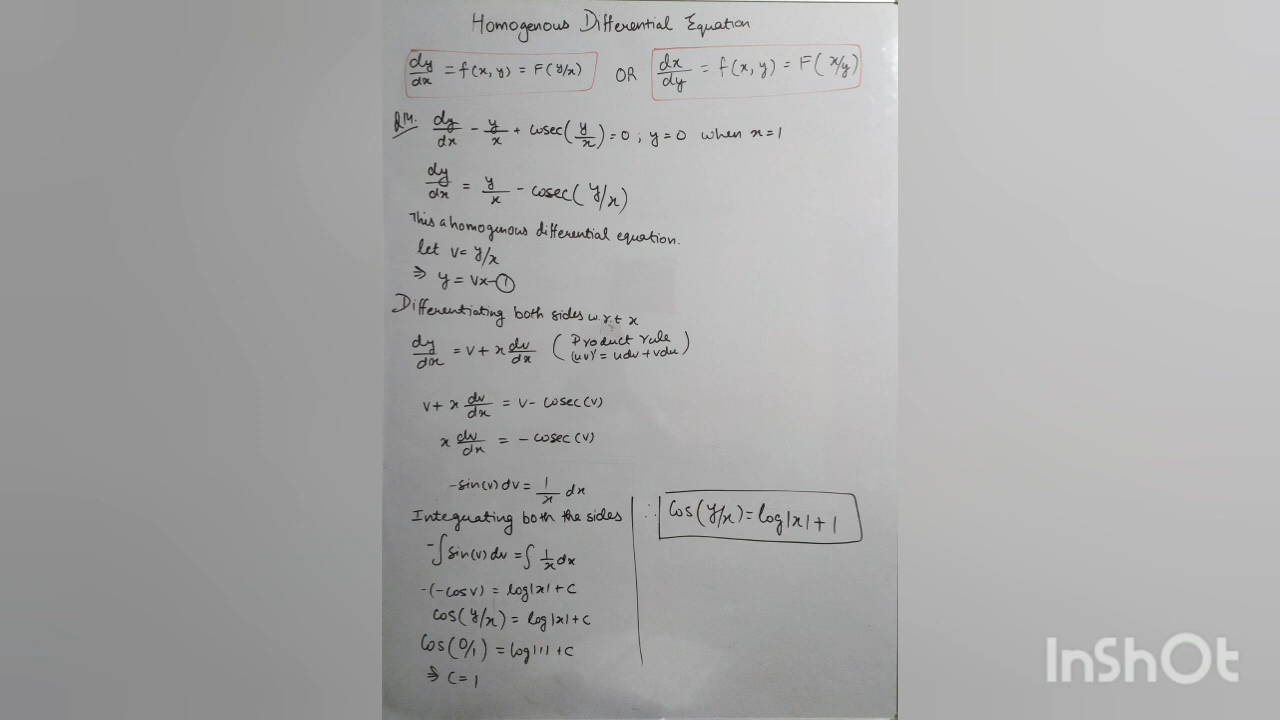 Homogenous Differential Equation
dy/dx = f(x, y) = F(y/x) OR dx/dy = f(x, y) = F(x/y)
dy/dx - y/x + cosec(y/x) = 0 ; y = 0 when x = 1
dy/dx = y/x - cosec(y/x)
This a homogenous differential equation.
let v = y/x
⇒ y = vx - ①
Differentiating both sides w.r.t x
dy/dx = v + x dv/dx (Product rule (uv)' = udv + vdu)
v + x dv/dx = v - cosec(v)
x dv/dx = - cosec(v)
-sin(v) dv = 1/x dx
Integrating both the sides
-∫sin(v) dv = ∫ 1/x dx
-(-cosv) = log|x| + c
cos(y/x) = log|x| + c
Cos(0/1) = log|1| + c
⇒ C = 1
∴ Cos(y/x) = log|x| + 1
InShOt